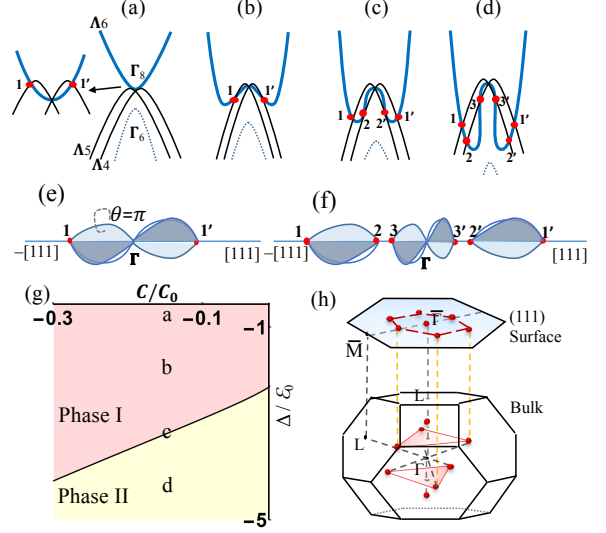 (a)
(b)
(c)
(d)
Λ6
Γ8
1
1′
1
1′
1
2
2′
1′
1
2
3
3′
1′
2′
Γ6
Λ5
Λ4
(e)
θ=π
1
1′
Γ
−[111]
[111]
(f)
1
2
3
3′
2′
1′
Γ
−[111]
[111]
(g)
C/C0
−0.3
−0.1
a
−1
b
Δ/ℰ0
Phase I
c
Phase II
d
−5
(h)
Γ̅
(111)
Surface
M̅
L
Bulk
L
Γ